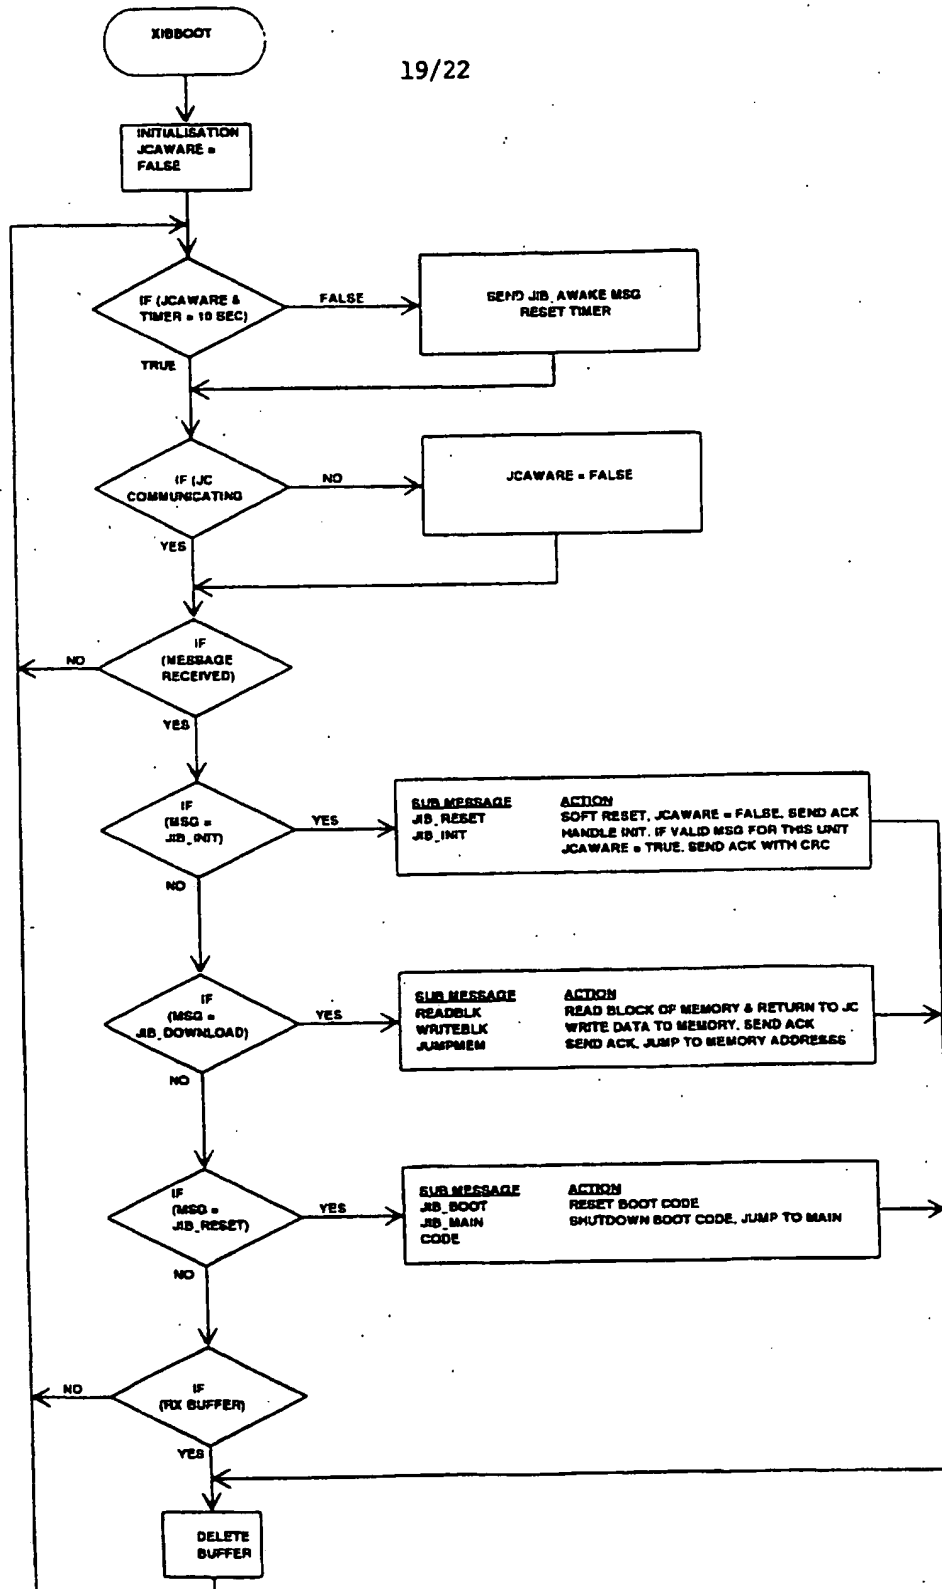 XIBBOOT
19/22
INITIALISATION
JCAWARE =
FALSE
IF (JCAWARE &
TIMER = 10 SEC)
FALSE
SEND JIB_AWAKE MSG
RESET TIMER
TRUE
IF (JC
COMMUNICATING
NO
JCAWARE = FALSE
YES
IF
(MESSAGE
RECEIVED)
NO
YES
IF
(MSG =
JIB_INIT)
YES
SUB MESSAGE ACTION
JIB_RESET SOFT RESET, JCAWARE = FALSE, SEND ACK
JIB_INIT HANDLE INIT. IF VALID MSG FOR THIS UNIT
JCAWARE = TRUE. SEND ACK WITH CRC
NO
IF
(MSG =
JIB_DOWNLOAD)
YES
SUB MESSAGE ACTION
READBLK READ BLOCK OF MEMORY & RETURN TO JC
WRITEBLK WRITE DATA TO MEMORY. SEND ACK
JUMPMEM SEND ACK, JUMP TO MEMORY ADDRESSS
NO
IF
(MSG =
JIB_RESET)
YES
SUB MESSAGE ACTION
JIB_BOOT RESET BOOT CODE
JIB_MAIN SHUTDOWN BOOT CODE, JUMP TO MAIN
CODE
NO
IF
(RX BUFFER)
NO
YES
DELETE
BUFFER